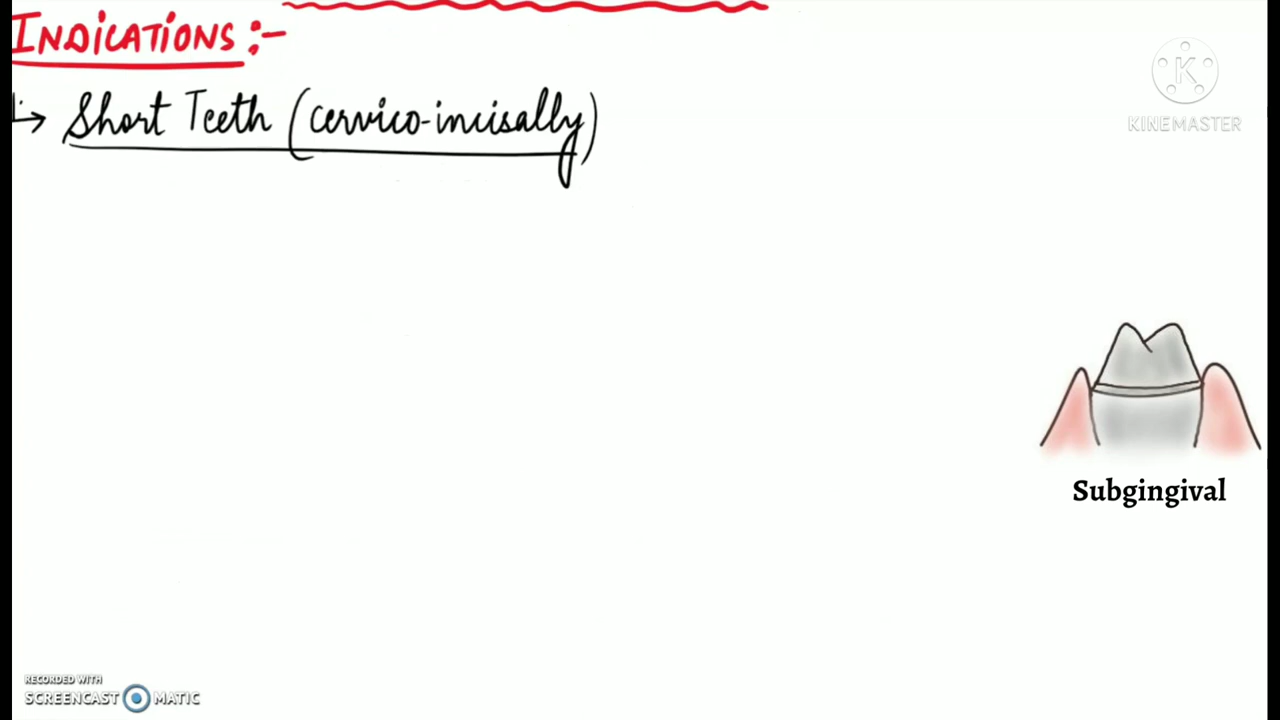 INDICATIONS :-
↳ Short Teeth (cervico-incisally)
K
KINEMASTER
Subgingival
RECORDED WITH
SCREENCAST MATIC